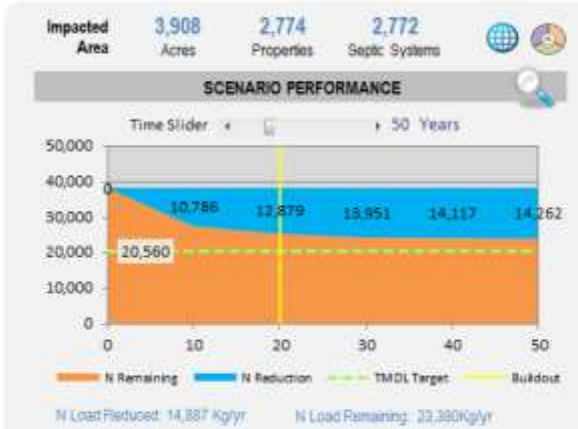 Impacted Area 3,908 Acres 2,774 Properties 2,772 Septic Systems
SCENARIO PERFORMANCE
Time Slider 50 Years
50,000
40,000
30,000
20,000
10,000
0
0
10,786 12,879 13,951 14,117 14,262
20,560
0 10 20 30 40 50
N Remaining N Reduction TMDL Target Buildout
N Load Reduced: 14,887 Kg/yr N Load Remaining: 23,380Kg/yr